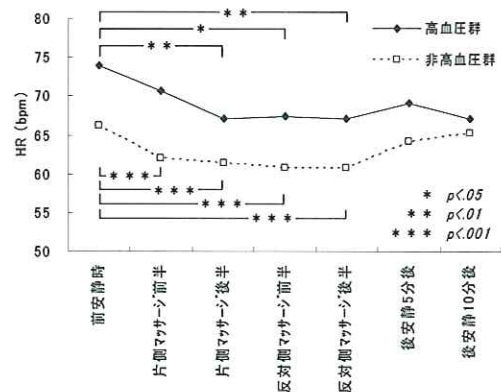 80
75
70
65
60
55
50
HR (bpm)
* *
*
* *
高血圧群
非高血圧群
* * *
* * *
* * *
* * *
* p<.05
* * p<.01
* * * p<.001
前安静時
片側マッサージ前半
片側マッサージ後半
反対側マッサージ前半
反対側マッサージ後半
後安静5分後
後安静10分後